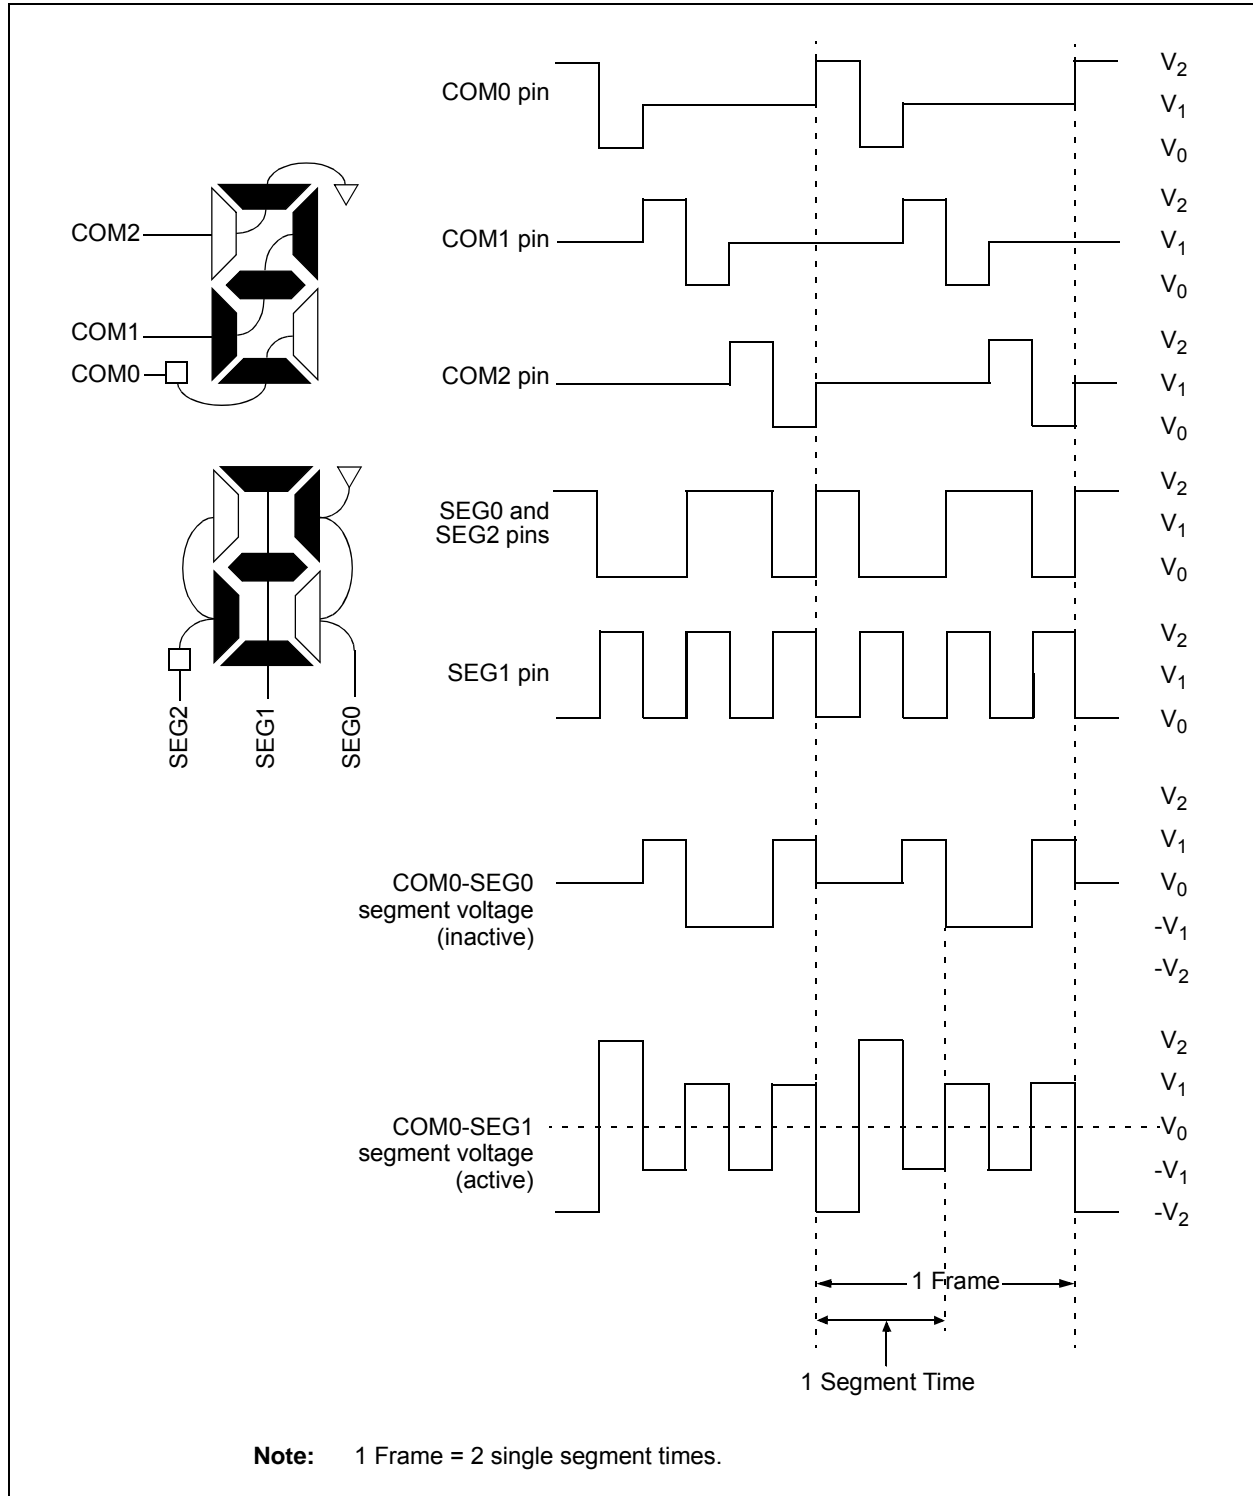 COM0 pin
V2
V1
V0
COM2
COM1
COM0
COM1 pin
V2
V1
V0
COM2 pin
V2
V1
V0
SEG0 and
SEG2 pins
V2
V1
V0
SEG2
SEG1
SEG0
SEG1 pin
V2
V1
V0
COM0-SEG0
segment voltage
(inactive)
V2
V1
V0
-V1
-V2
COM0-SEG1
segment voltage
(active)
V2
V1
V0
-V1
-V2
1 Frame
1 Segment Time
Note: 1 Frame = 2 single segment times.